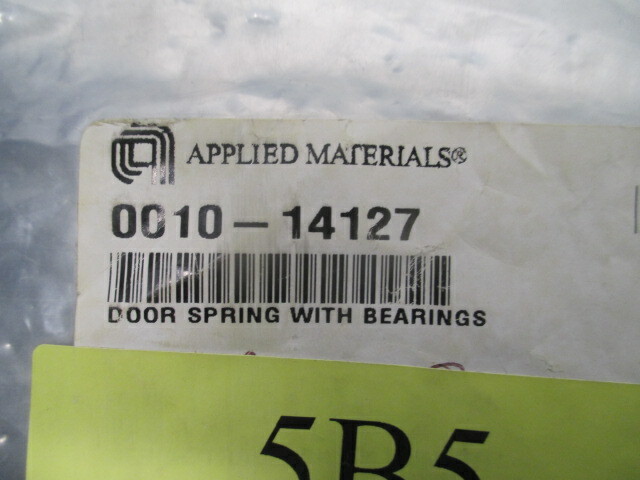 APPLIED MATERIALS®
0010-14127
DOOR SPRING WITH BEARINGS
5B5